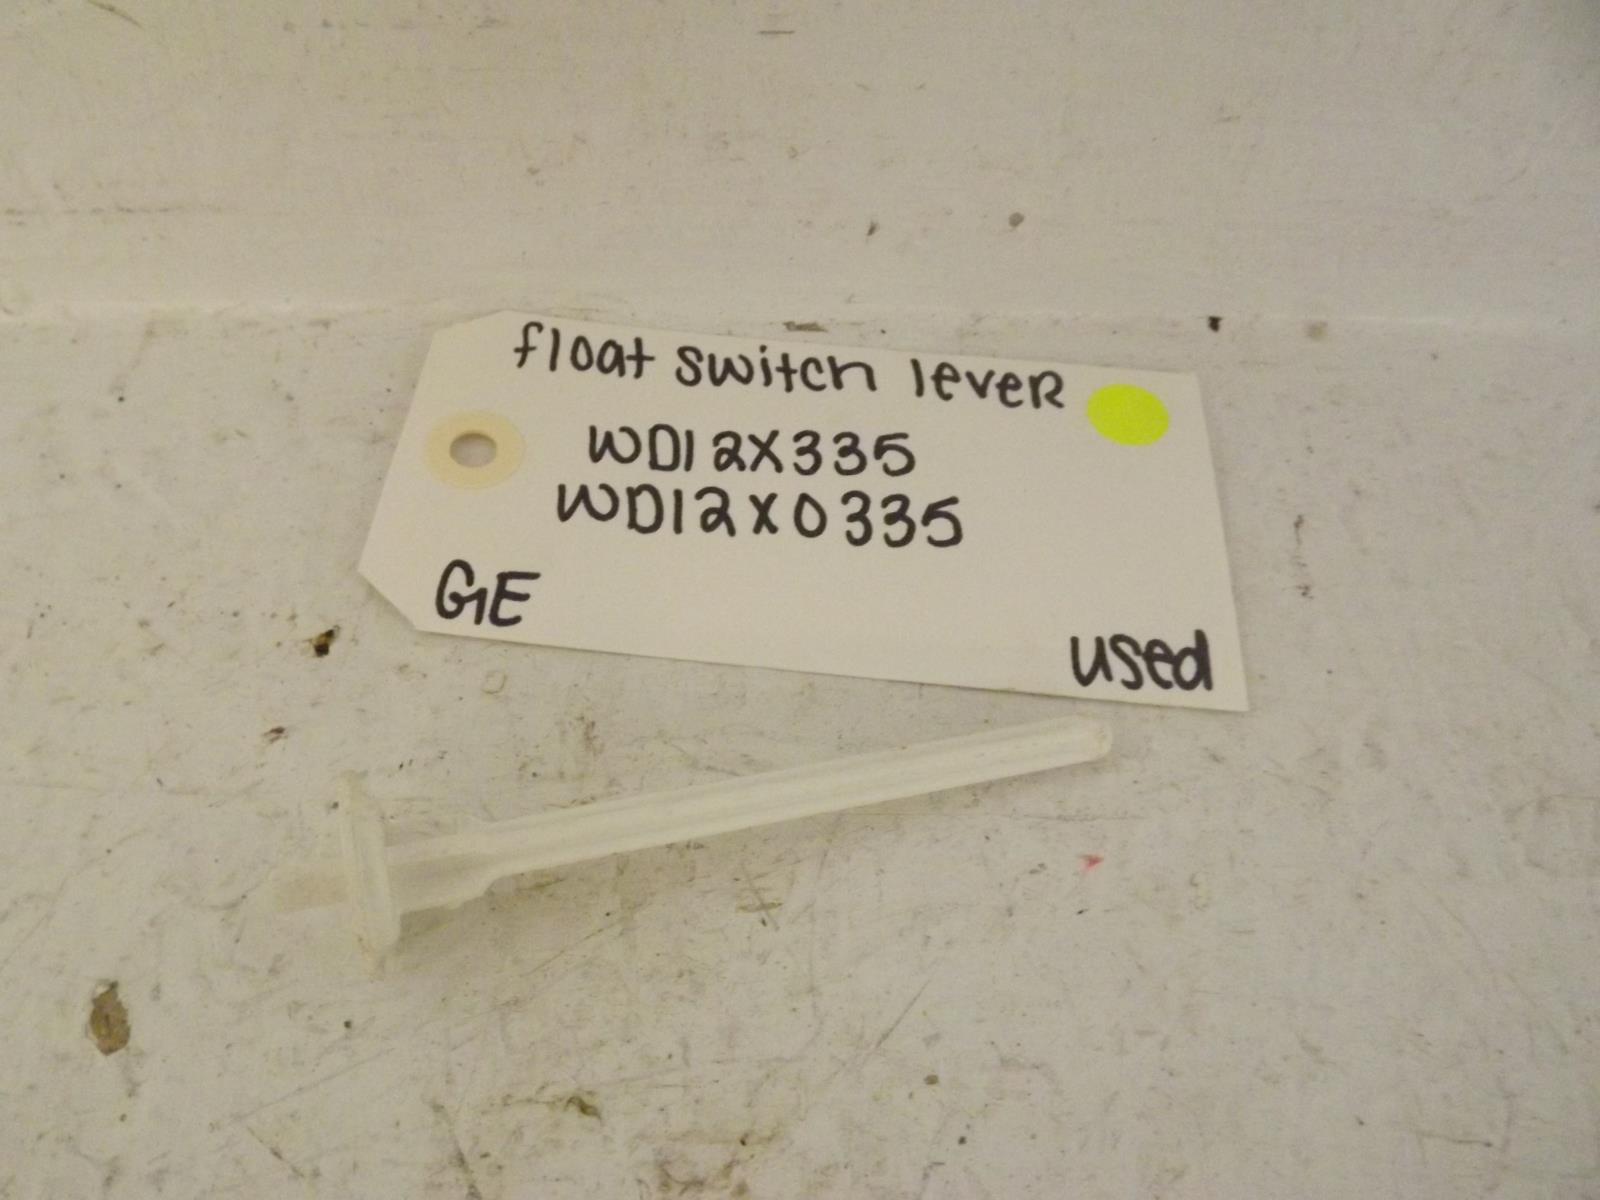 float switch lever
WD12X335
WD12X0335
GE
used